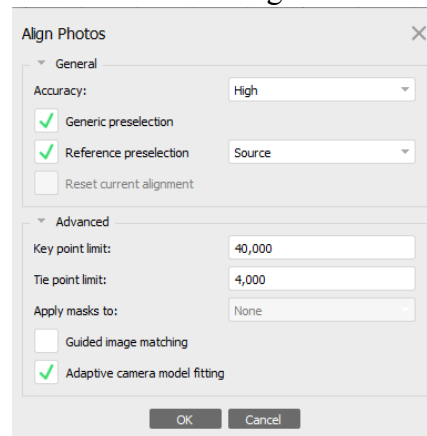 Align Photos
General
Accuracy: High
Generic preselection
Reference preselection Source
Reset current alignment
Advanced
Key point limit: 40,000
Tie point limit: 4,000
Apply masks to: None
Guided image matching
Adaptive camera model fitting
OK Cancel